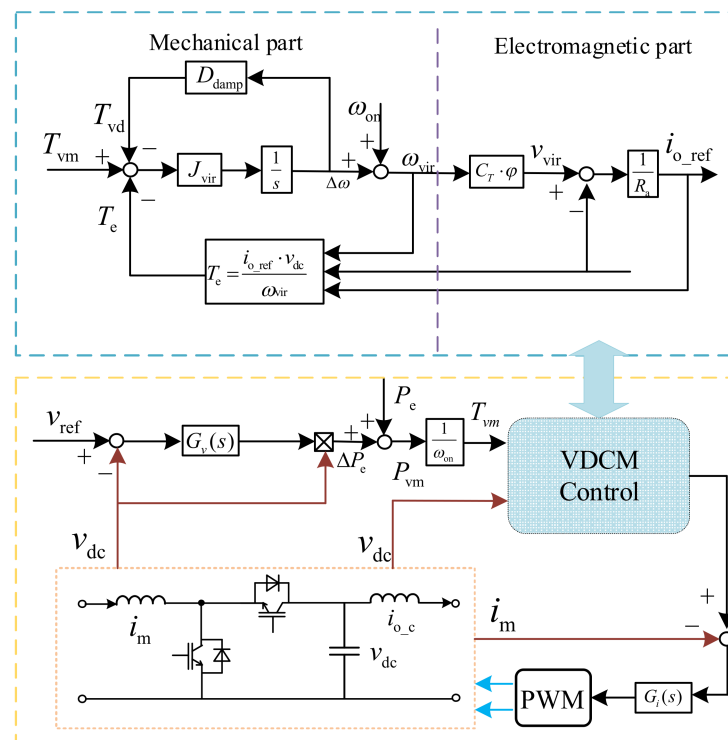 Mechanical part
Electromagnetic part
D_damp
T_vd
ω_on
T_vm
+
−
J_vir
1/s
Δω
+
+
ω_vir
C_T · φ
v_vir
+
−
1/R_a
i_o_ref
T_e
−
T_e = i_o_ref · v_dc / ω_vir
v_ref
+
−
G_v(s)
ΔP_e
+
+
P_e
P_vm
1/ω_on
T_vm
VDCM
Control
v_dc
v_dc
i_m
i_o_c
v_dc
i_m
+
−
G_i(s)
PWM